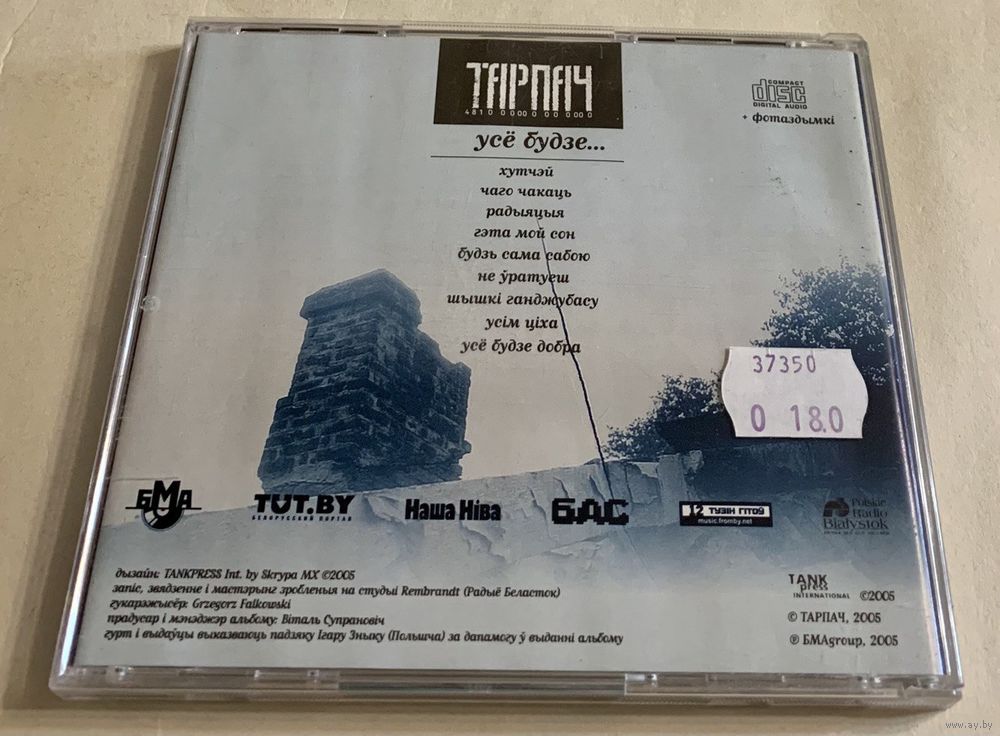 ТАРПАЧ
481 0 0000 0 00 000 0
COMPACT
disc
DIGITAL AUDIO
+ фотаздымкі
усё будзе...
хутчэй
чаго чакаць
радыяцыя
гэта мой сон
будзь сама сабою
не ўратуеш
шышкі ганджубасу
усім ціха
усё будзе добра
37350
0 18.0
БМА
TUT.BY
БЕЛОРУССКИЙ ПОРТАЛ
Наша Ніва
БАС
12 ТУЗІН ГІТОЎ
music.fromby.net
Polskie
Radio
Białystok
дызайн: TANKPRESS Int. by Skrypa MX ©2005
запіс, звядзенне і мастэрынг зробленыя на студыі Rembrandt (Радыё Беласток)
гукарэжысёр: Grzegorz Falkowski
прадусар і мэнэджэр альбому: Віталь Супрановіч
гурт і выдаўцы выказваюць падзяку Ігару Зныку (Польшча) за дапамогу ў выданні альбому
TANK
press
INTERNATIONAL ©2005
© ТАРПАЧ, 2005
℗ БМАgroup, 2005
www.ay.by